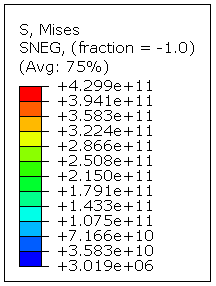 S, Mises
SNEG, (fraction = -1.0)
(Avg: 75%)
+4.299e+11
+3.941e+11
+3.583e+11
+3.224e+11
+2.866e+11
+2.508e+11
+2.150e+11
+1.791e+11
+1.433e+11
+1.075e+11
+7.166e+10
+3.583e+10
+3.019e+06